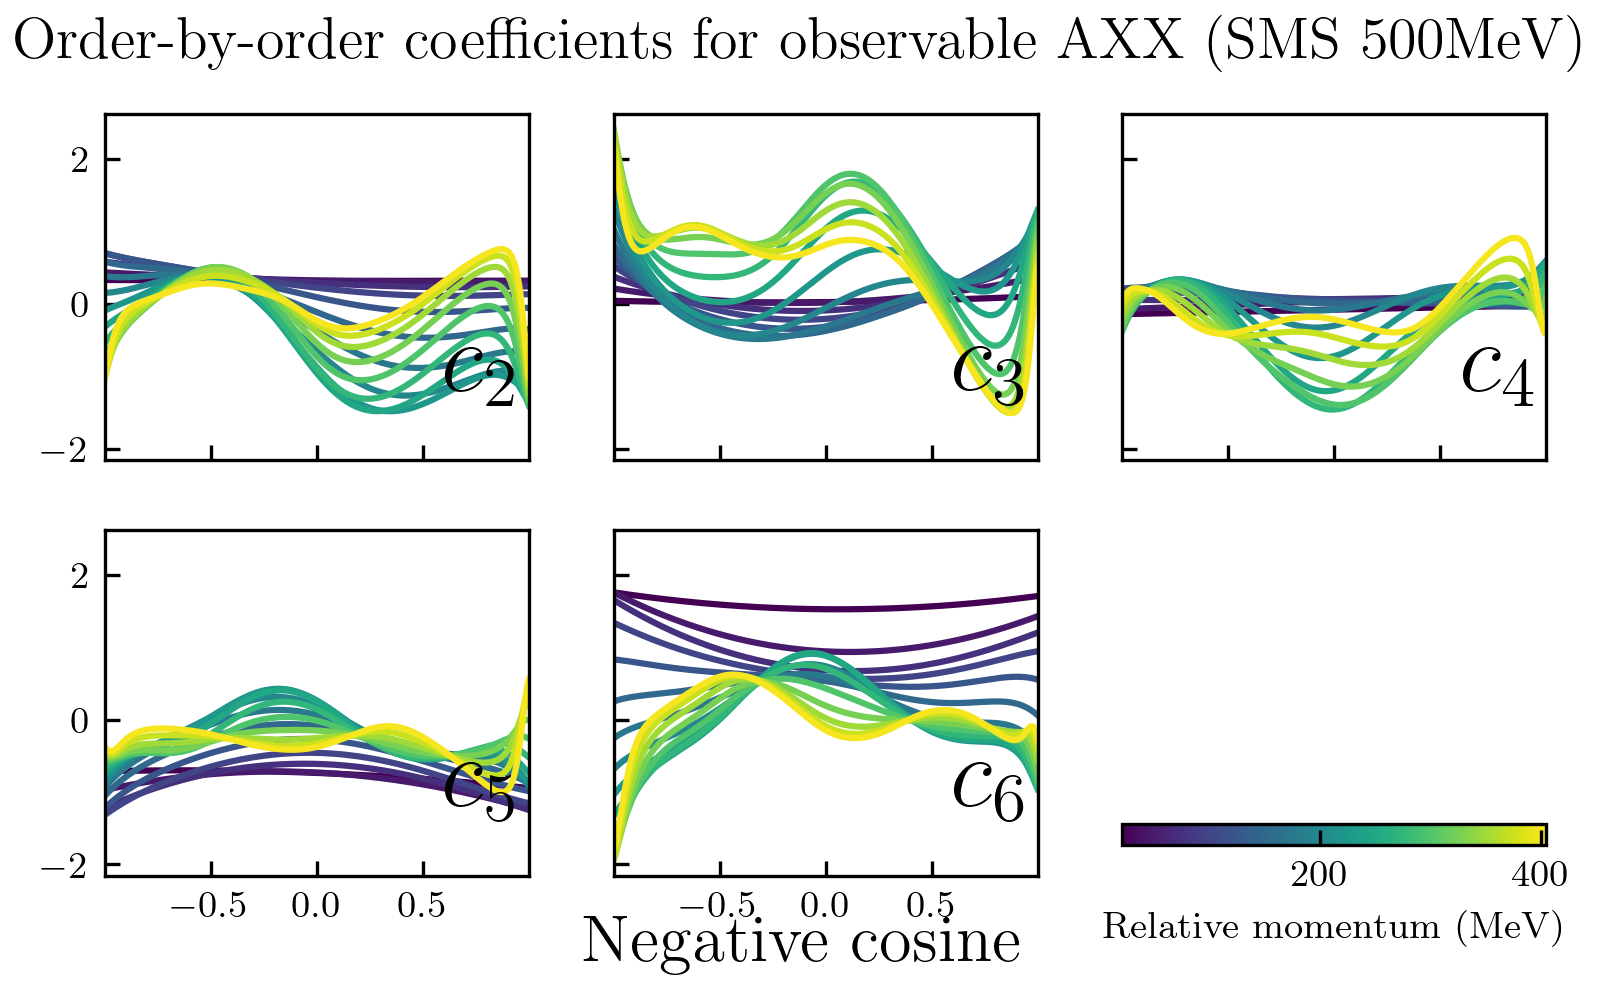 Order-by-order coefficients for observable AXX (SMS 500MeV)
2
0
−2
c2
c3
c4
2
0
−2
c5
c6
−0.5 0.0 0.5
−0.5 0.0 0.5
Negative cosine
200 400
Relative momentum (MeV)